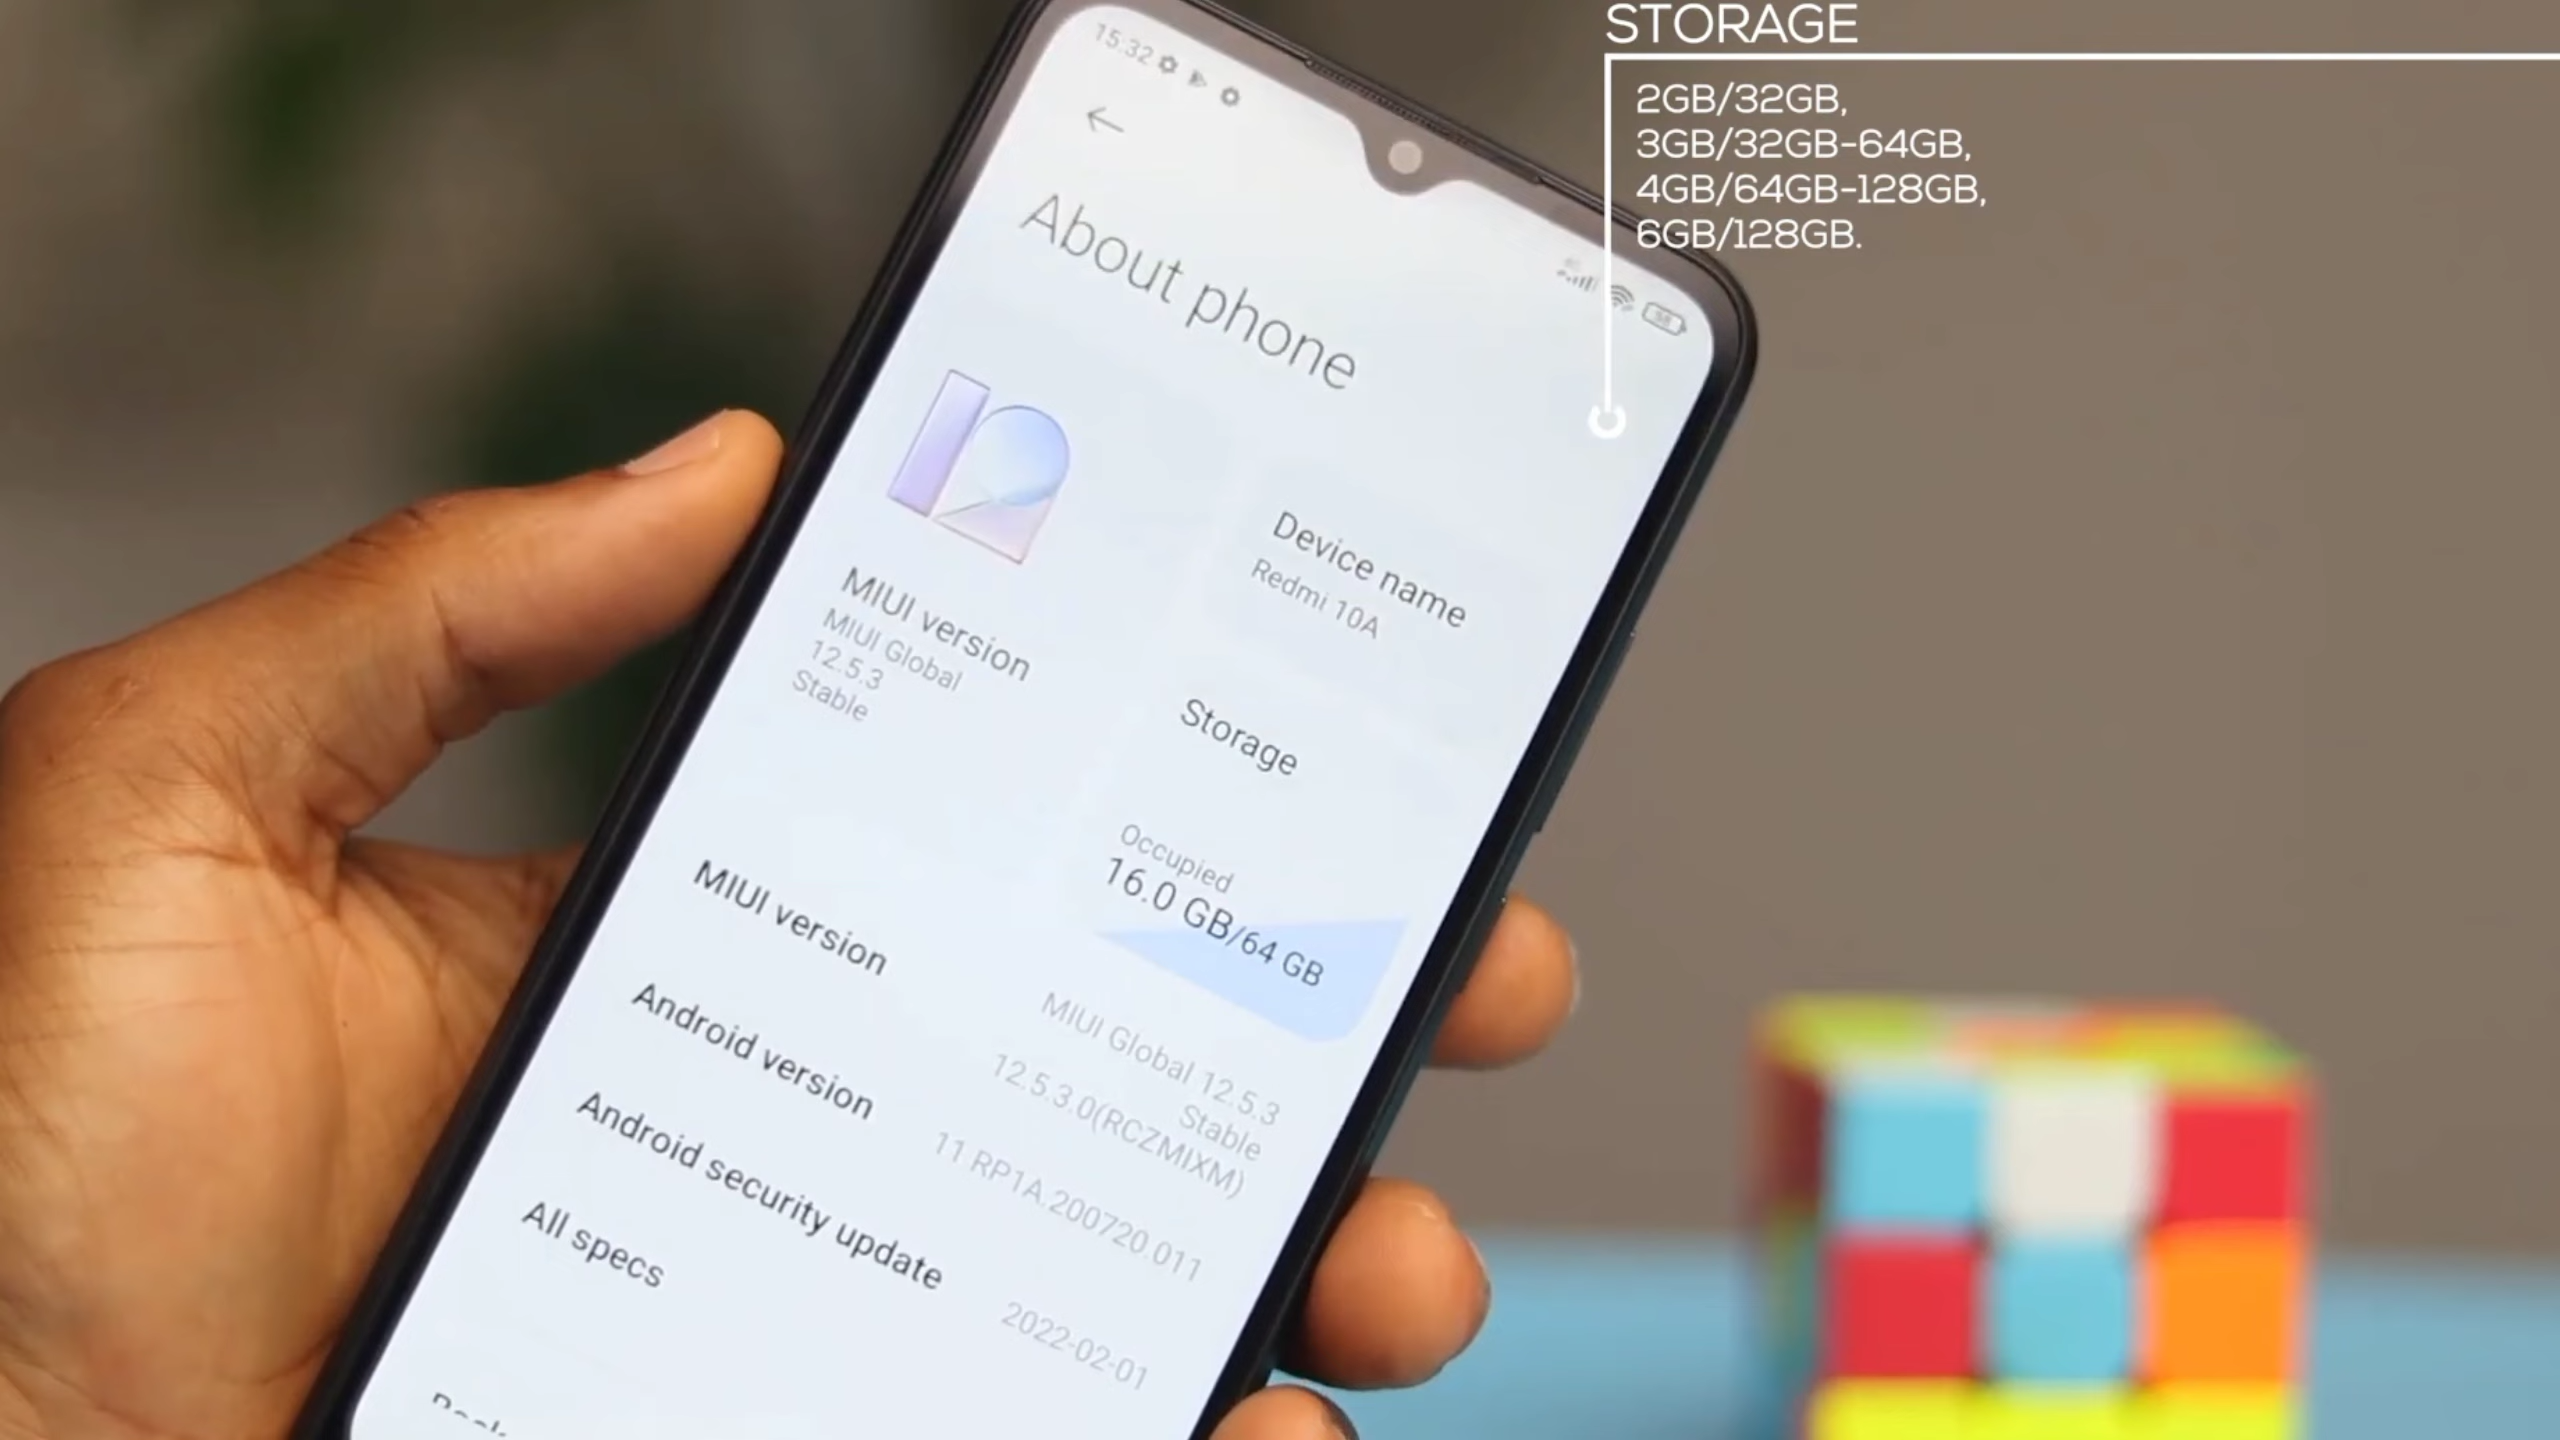 STORAGE
2GB/32GB,
3GB/32GB-64GB,
4GB/64GB-128GB,
6GB/128GB.
15:32
58
About phone
12
MIUI version
MIUI Global
12.5.3
Stable
Device name
Redmi 10A
Storage
Occupied
16.0 GB/64 GB
MIUI version
MIUI Global 12.5.3
Stable
12.5.3.0(RCZMIXM)
Android version
11 RP1A.200720.011
Android security update
2022-02-01
All specs